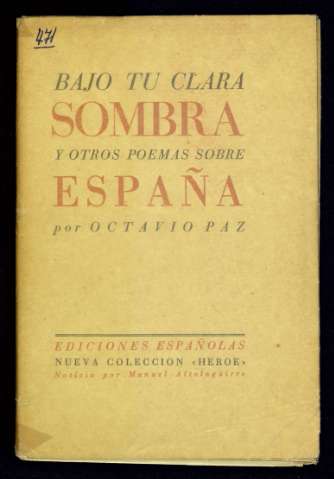 471
BAJO TU CLARA
SOMBRA
Y OTROS POEMAS SOBRE
ESPAÑA
por OCTAVIO PAZ
EDICIONES ESPAÑOLAS
NUEVA COLECCION «HEROE»
Noticia por Manuel Altolaguirre